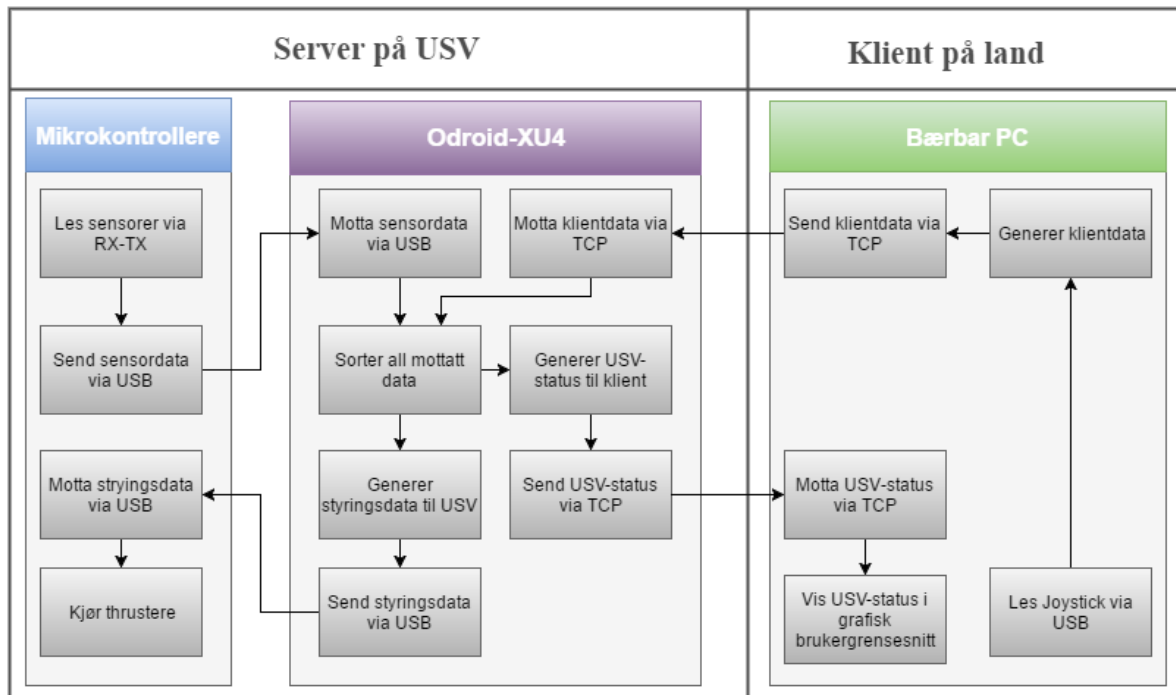 Server på USV
Klient på land
Mikrokontrollere
Odroid-XU4
Bærbar PC
Les sensorer via
RX-TX
Motta sensordata
via USB
Motta klientdata via
TCP
Send klientdata via
TCP
Generer klientdata
Send sensordata
via USB
Sorter all mottatt
data
Generer USV-
status til klient
Motta stryingsdata
via USB
Generer
styringsdata til USV
Send USV-status
via TCP
Motta USV-status
via TCP
Kjør thrustere
Send styringsdata
via USB
Vis USV-status i
grafisk
brukergrensesnitt
Les Joystick via
USB